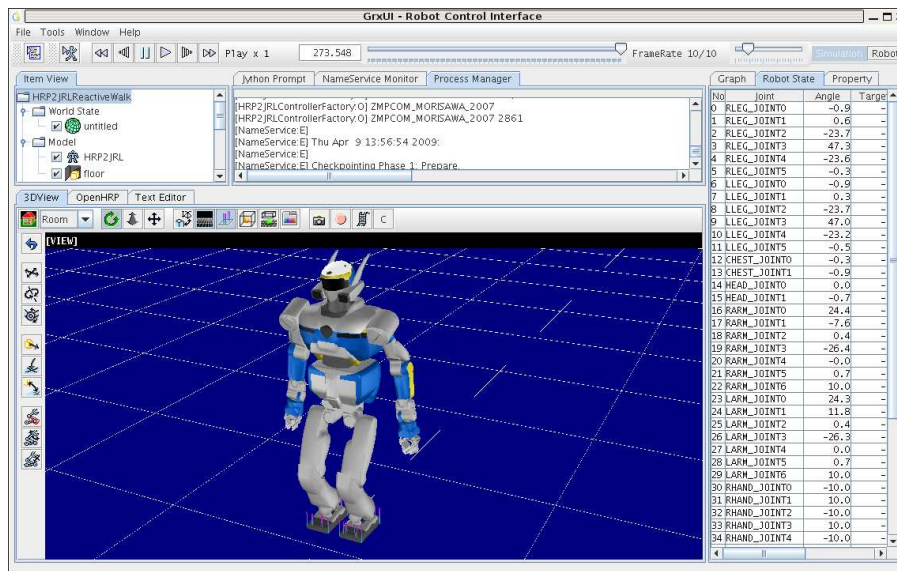 GrxUI - Robot Control Interface
File Tools Window Help
Play x 1 273.548 FrameRate 10/10 Simulation Robot
Item View
HRP2JRLReactiveWalk
World State
untitled
Model
HRP2JRL
floor
Jython Prompt NameService Monitor Process Manager
[HRP2JRLControllerFactory:O] ZMPCOM_MORISAWA_2007
[HRP2JRLControllerFactory:O] ZMPCOM_MORISAWA_2007 2861
[NameService:E]
[NameService:E] Thu Apr 9 13:56:54 2009:
[NameService:E]
[NameService:E] Checkpointing Phase 1: Prepare.
3DView OpenHRP Text Editor
Room C
[VIEW]
Graph Robot State Property
No Joint Angle Targe
0 RLEG_JOINT0 -0.9 -
1 RLEG_JOINT1 0.6 -
2 RLEG_JOINT2 -23.7 -
3 RLEG_JOINT3 47.3 -
4 RLEG_JOINT4 -23.6 -
5 RLEG_JOINT5 -0.3 -
6 LLEG_JOINT0 -0.9 -
7 LLEG_JOINT1 0.3 -
8 LLEG_JOINT2 -23.7 -
9 LLEG_JOINT3 47.0 -
10 LLEG_JOINT4 -23.2 -
11 LLEG_JOINT5 -0.5 -
12 CHEST_JOINT0 -0.3 -
13 CHEST_JOINT1 -0.9 -
14 HEAD_JOINT0 0.0 -
15 HEAD_JOINT1 -0.7 -
16 RARM_JOINT0 24.4 -
17 RARM_JOINT1 -7.6 -
18 RARM_JOINT2 0.4 -
19 RARM_JOINT3 -26.4 -
20 RARM_JOINT4 -0.0 -
21 RARM_JOINT5 0.7 -
22 RARM_JOINT6 10.0 -
23 LARM_JOINT0 24.3 -
24 LARM_JOINT1 11.8 -
25 LARM_JOINT2 0.4 -
26 LARM_JOINT3 -26.3 -
27 LARM_JOINT4 0.0 -
28 LARM_JOINT5 0.7 -
29 LARM_JOINT6 10.0 -
30 RHAND_JOINT0 -10.0 -
31 RHAND_JOINT1 10.0 -
32 RHAND_JOINT2 -10.0 -
33 RHAND_JOINT3 10.0 -
34 RHAND_JOINT4 -10.0 -